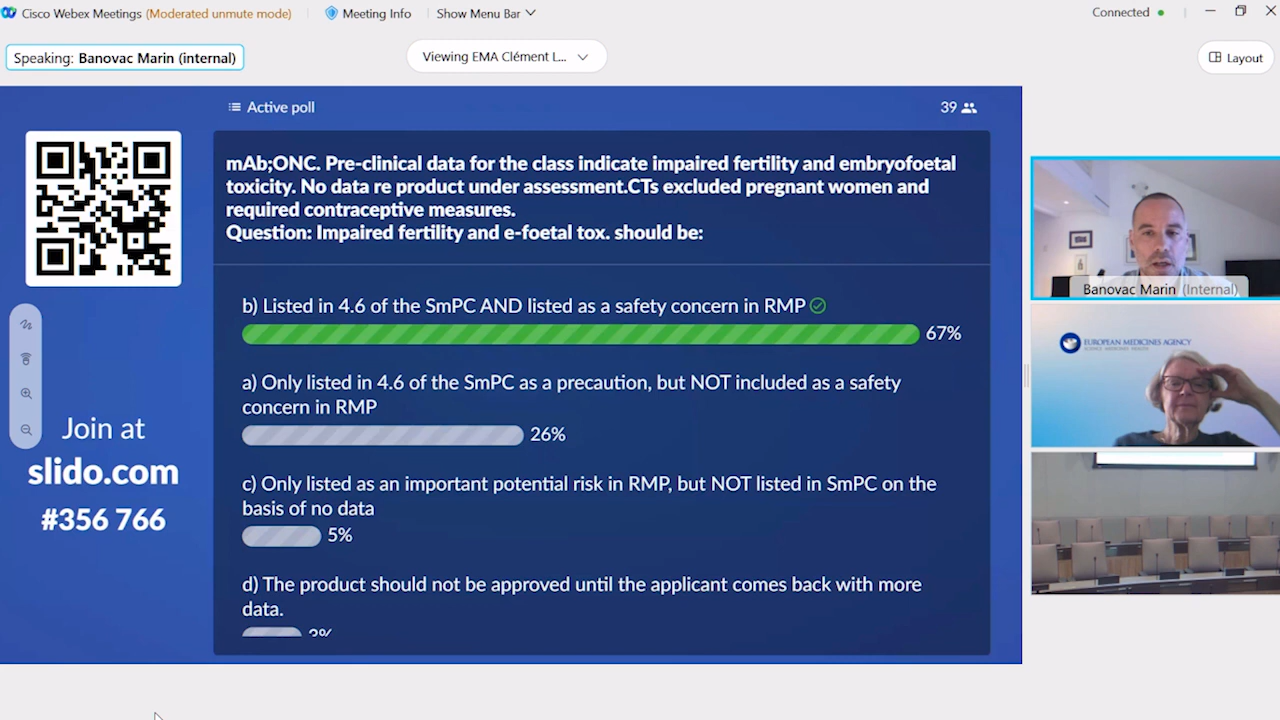 Cisco Webex Meetings (Moderated unmute mode)
Meeting Info
Show Menu Bar
Connected
Speaking: Banovac Marin (internal)
Viewing EMA Clément L...
Layout
Active poll
39
mAb;ONC. Pre-clinical data for the class indicate impaired fertility and embryofoetal
toxicity. No data re product under assessment.CTs excluded pregnant women and
required contraceptive measures.
Question: Impaired fertility and e-foetal tox. should be:
b) Listed in 4.6 of the SmPC AND listed as a safety concern in RMP
67%
a) Only listed in 4.6 of the SmPC as a precaution, but NOT included as a safety
concern in RMP
26%
c) Only listed as an important potential risk in RMP, but NOT listed in SmPC on the
basis of no data
5%
d) The product should not be approved until the applicant comes back with more
data.
Join at
slido.com
#356 766
Banovac Marin (Internal)
EUROPEAN MEDICINES AGENCY
SCIENCE MEDICINES HEALTH